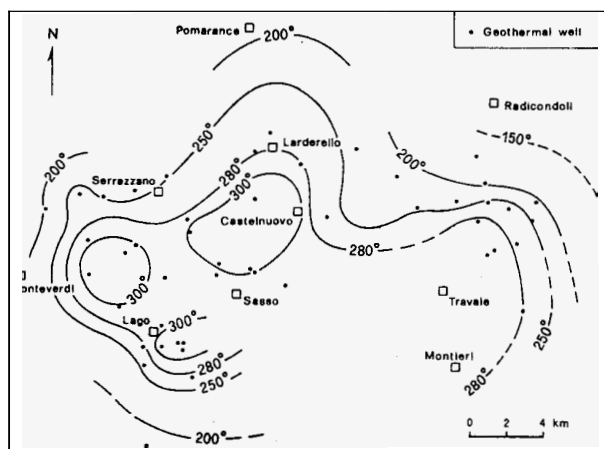 N
Pomarance
200°
Geothermal well
Radicondoli
150°
250°
Larderello
200°
200°
280°
300°
Serrazzano
Castelnuovo
280°
onteverdi
300°
Sasso
Travale
Lago
300°
250°
280°
250°
Montieri
280°
200°
0 2 4 km